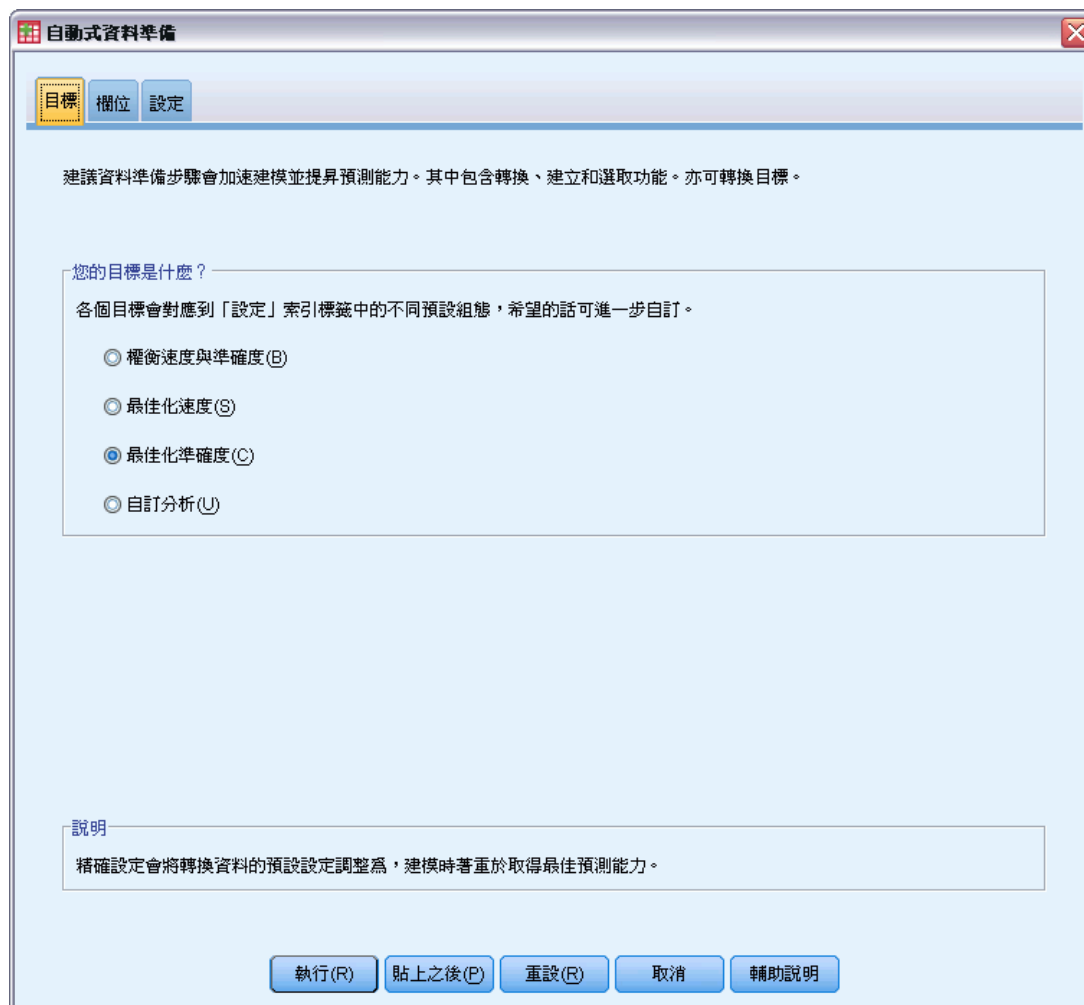 自動式資料準備
目標 欄位 設定
建議資料準備步驟會加速建模並提昇預測能力。其中包含轉換、建立和選取功能。亦可轉換目標。
您的目標是什麼？
各個目標會對應到「設定」索引標籤中的不同預設組態，希望的話可進一步自訂。
權衡速度與準確度(B)
最佳化速度(S)
最佳化準確度(C)
自訂分析(U)
說明
精確設定會將轉換資料的預設設定調整為，建模時著重於取得最佳預測能力。
執行(R) 貼上之後(P) 重設(R) 取消 輔助說明